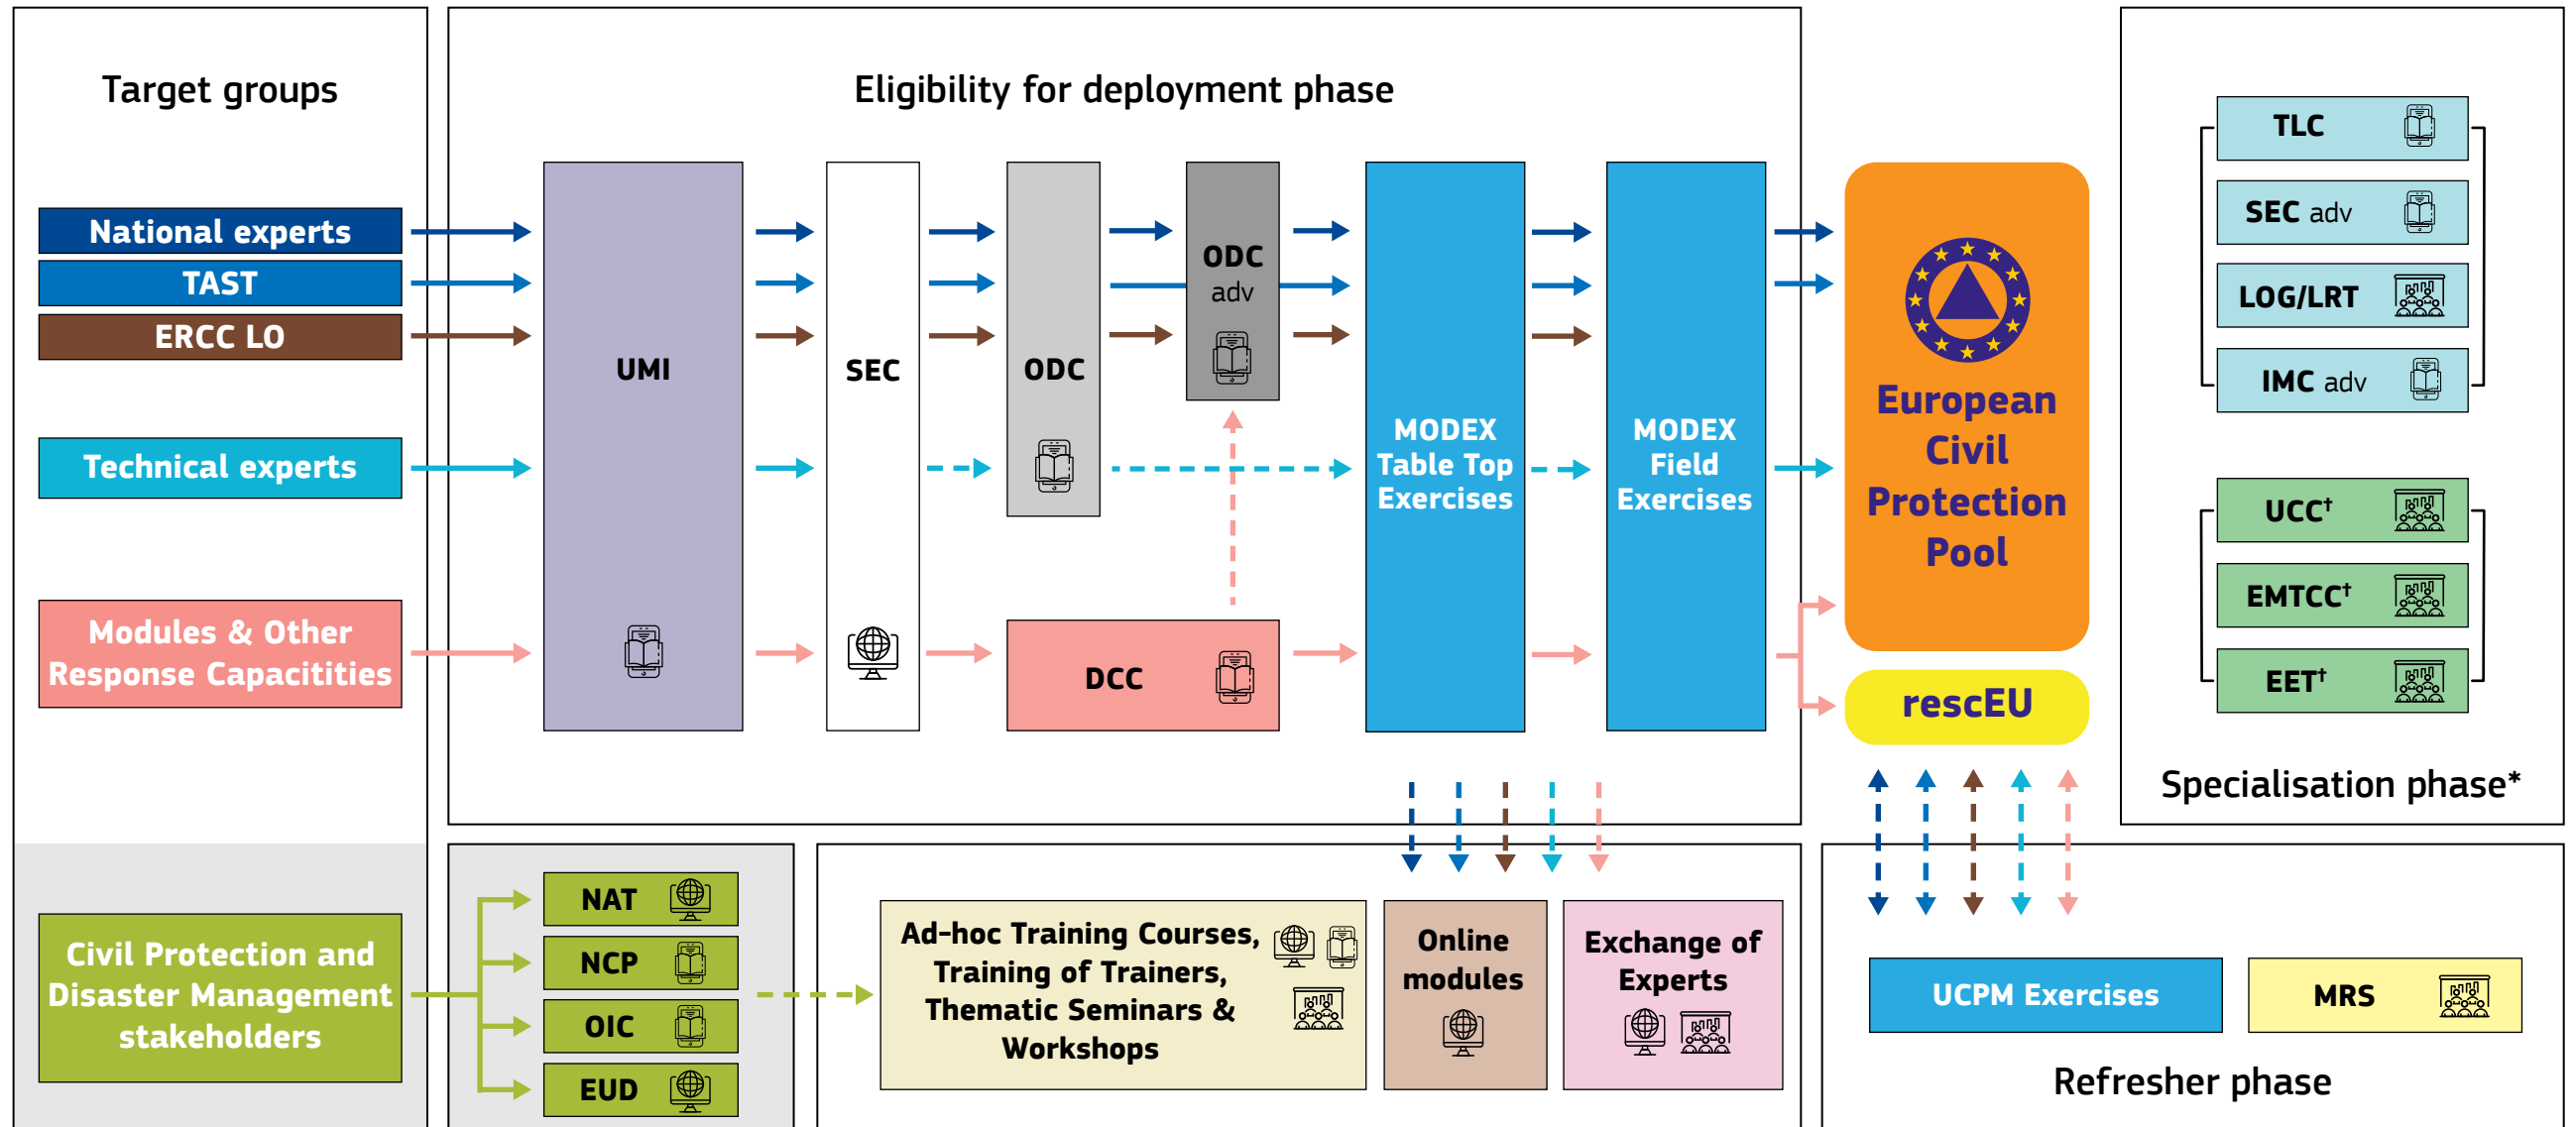 Target groups
National experts
TAST
ERCC LO
Technical experts
Modules & Other
Response Capacitities
Civil Protection and
Disaster Management
stakeholders
Eligibility for deployment phase
UMI
SEC
ODC
ODC
adv
DCC
MODEX
Table Top
Exercises
MODEX
Field
Exercises
European
Civil
Protection
Pool
rescEU
TLC
SEC adv
LOG/LRT
IMC adv
UCC†
EMTCC†
EET†
Specialisation phase*
NAT
NCP
OIC
EUD
Ad-hoc Training Courses,
Training of Trainers,
Thematic Seminars &
Workshops
Online
modules
Exchange of
Experts
UCPM Exercises
MRS
Refresher phase